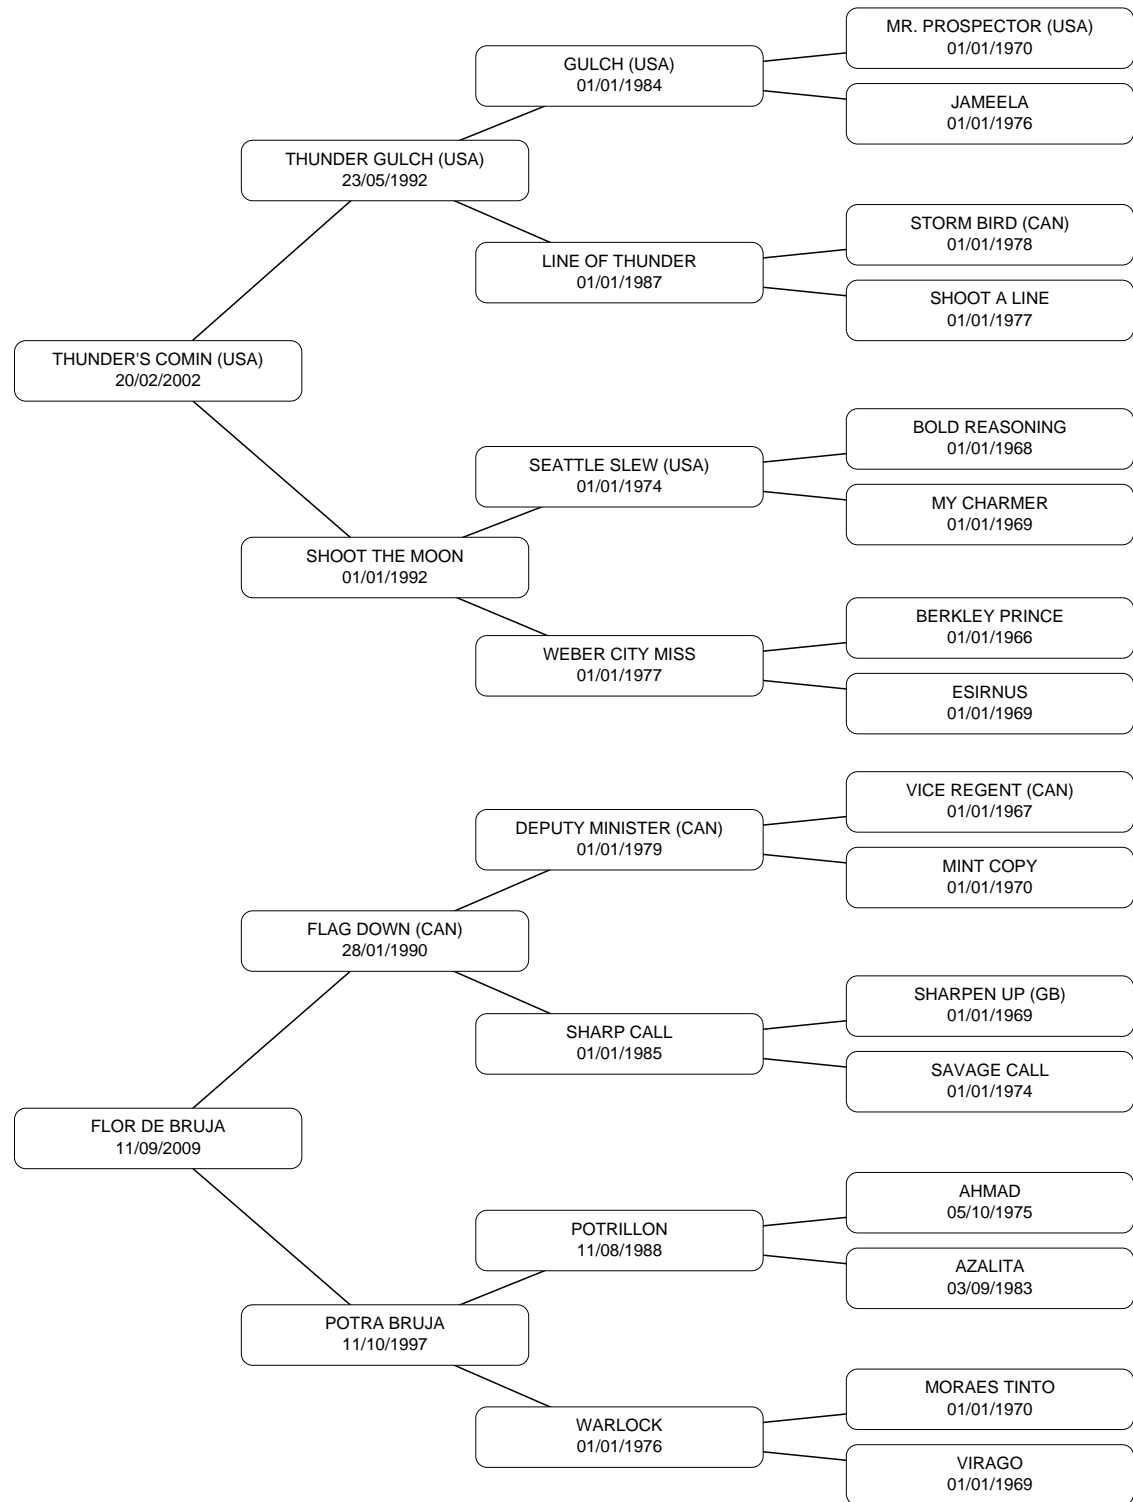 MR. PROSPECTOR (USA)
01/01/1970
GULCH (USA)
01/01/1984
JAMEELA
01/01/1976
THUNDER GULCH (USA)
23/05/1992
STORM BIRD (CAN)
01/01/1978
LINE OF THUNDER
01/01/1987
SHOOT A LINE
01/01/1977
THUNDER'S COMIN (USA)
20/02/2002
BOLD REASONING
01/01/1968
SEATTLE SLEW (USA)
01/01/1974
MY CHARMER
01/01/1969
SHOOT THE MOON
01/01/1992
BERKLEY PRINCE
01/01/1966
WEBER CITY MISS
01/01/1977
ESIRNUS
01/01/1969
VICE REGENT (CAN)
01/01/1967
DEPUTY MINISTER (CAN)
01/01/1979
MINT COPY
01/01/1970
FLAG DOWN (CAN)
28/01/1990
SHARPEN UP (GB)
01/01/1969
SHARP CALL
01/01/1985
SAVAGE CALL
01/01/1974
FLOR DE BRUJA
11/09/2009
AHMAD
05/10/1975
POTRILLON
11/08/1988
AZALITA
03/09/1983
POTRA BRUJA
11/10/1997
MORAES TINTO
01/01/1970
WARLOCK
01/01/1976
VIRAGO
01/01/1969